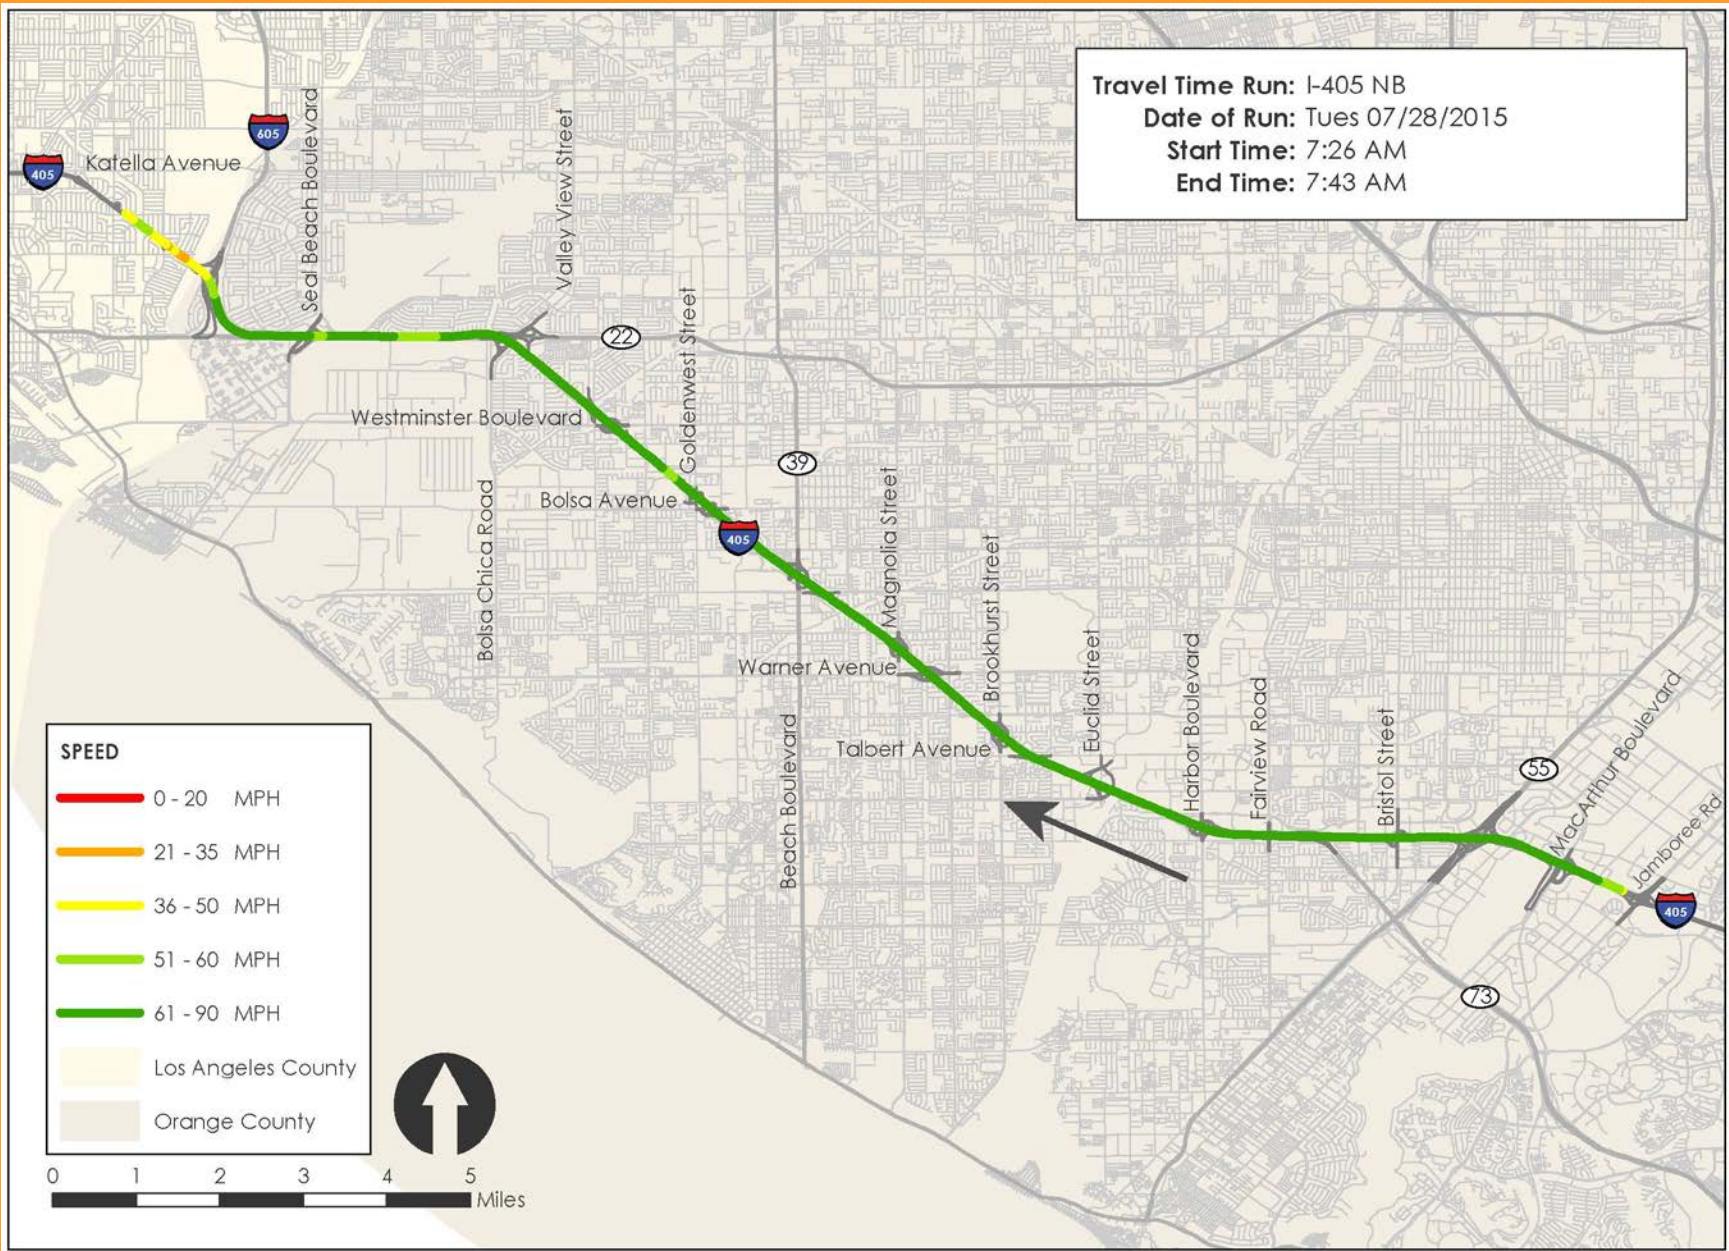 Travel Time Run: I-405 NB
Date of Run: Tues 07/28/2015
Start Time: 7:26 AM
End Time: 7:43 AM
605
405
Katella Avenue
Seal Beach Boulevard
Valley View Street
22
Goldenwest Street
Westminster Boulevard
39
Bolsa Avenue
405
Bolsa Chica Road
Magnolia Street
Brookhurst Street
Warner Avenue
Euclid Street
Harbor Boulevard
Fairview Road
Bristol Street
Talbert Avenue
Beach Boulevard
55
MacArthur Boulevard
Jamboree Rd
405
73
SPEED
0 - 20 MPH
21 - 35 MPH
36 - 50 MPH
51 - 60 MPH
61 - 90 MPH
Los Angeles County
Orange County
0 1 2 3 4 5
Miles